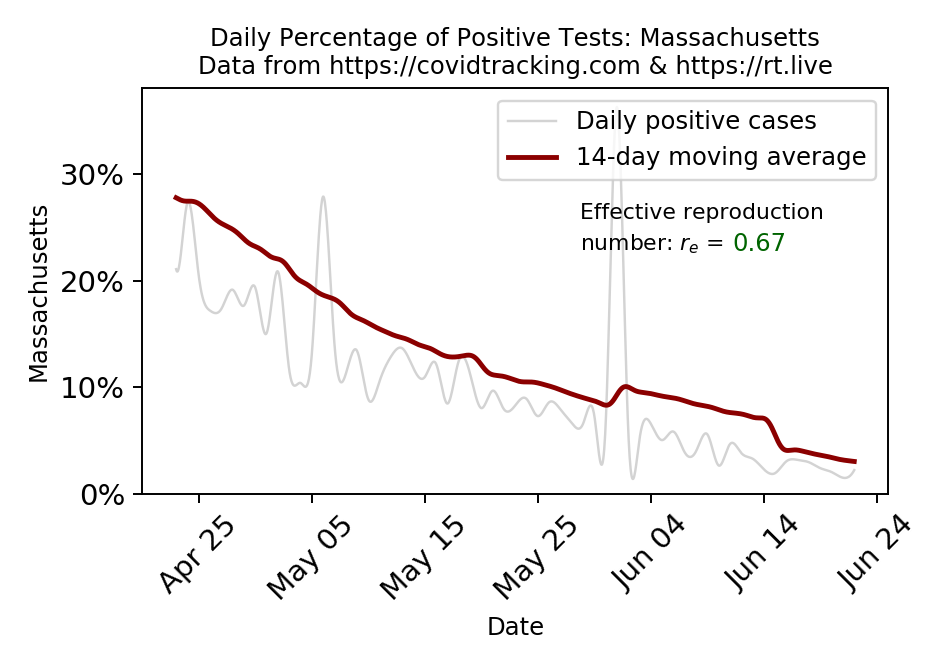 Daily Percentage of Positive Tests: Massachusetts
Data from https://covidtracking.com & https://rt.live
Daily positive cases
14-day moving average
Effective reproduction
number: rₑ = 0.67
Massachusetts
30%
20%
10%
0%
Apr 25
May 05
May 15
May 25
Jun 04
Jun 14
Jun 24
Date